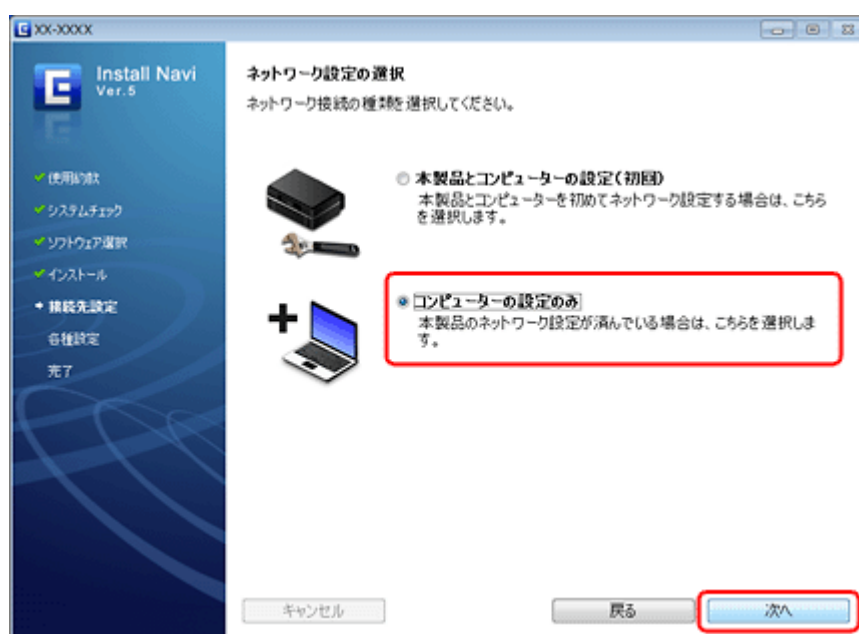 XX-XXXX
Install Navi
Ver.5
ネットワーク設定の選択
ネットワーク接続の種類を選択してください。
使用約款
システムチェック
ソフトウェア選択
インストール
接続先設定
各種設定
完了
本製品とコンピューターの設定(初回)
本製品とコンピューターを初めてネットワーク設定する場合は、こちら
を選択します。
コンピューターの設定のみ
本製品のネットワーク設定が済んでいる場合は、こちらを選択しま
す。
キャンセル
戻る
次へ